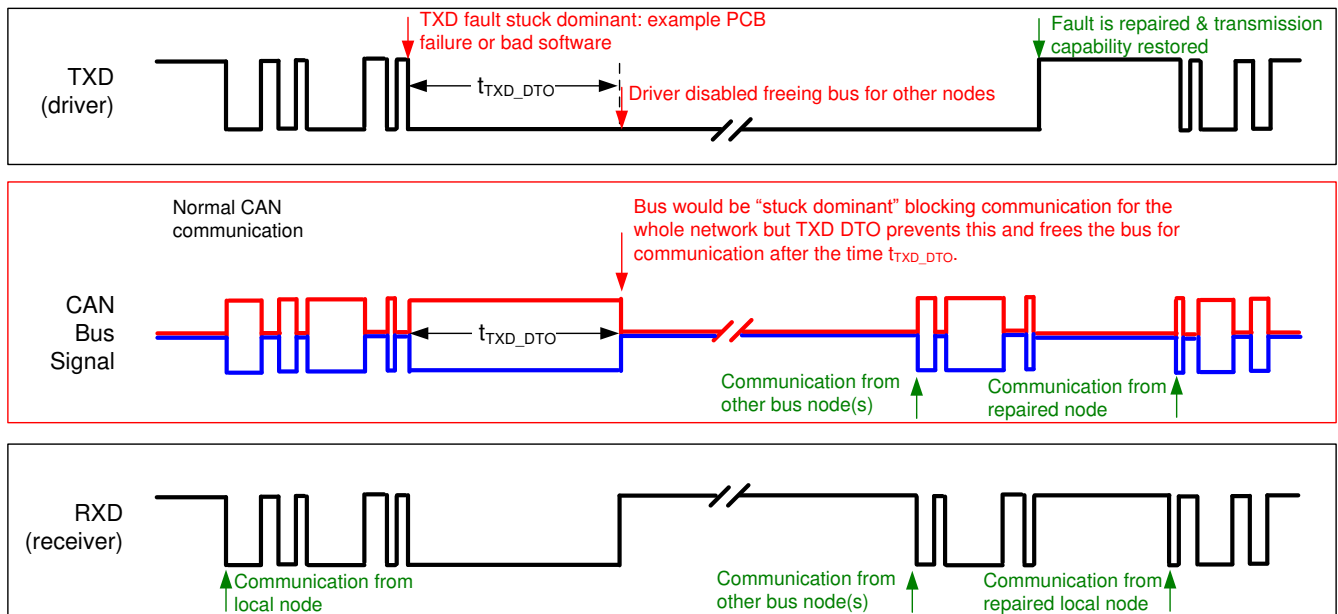 TXD fault stuck dominant: example PCB
failure or bad software
Fault is repaired & transmission
capability restored
TXD
(driver)
tTXD_DTO
Driver disabled freeing bus for other nodes
Normal CAN
communication
Bus would be “stuck dominant” blocking communication for the
whole network but TXD DTO prevents this and frees the bus for
communication after the time tTXD_DTO.
CAN
Bus
Signal
tTXD_DTO
Communication from
other bus node(s)
Communication from
repaired node
RXD
(receiver)
Communication from
local node
Communication from
other bus node(s)
Communication from
repaired local node